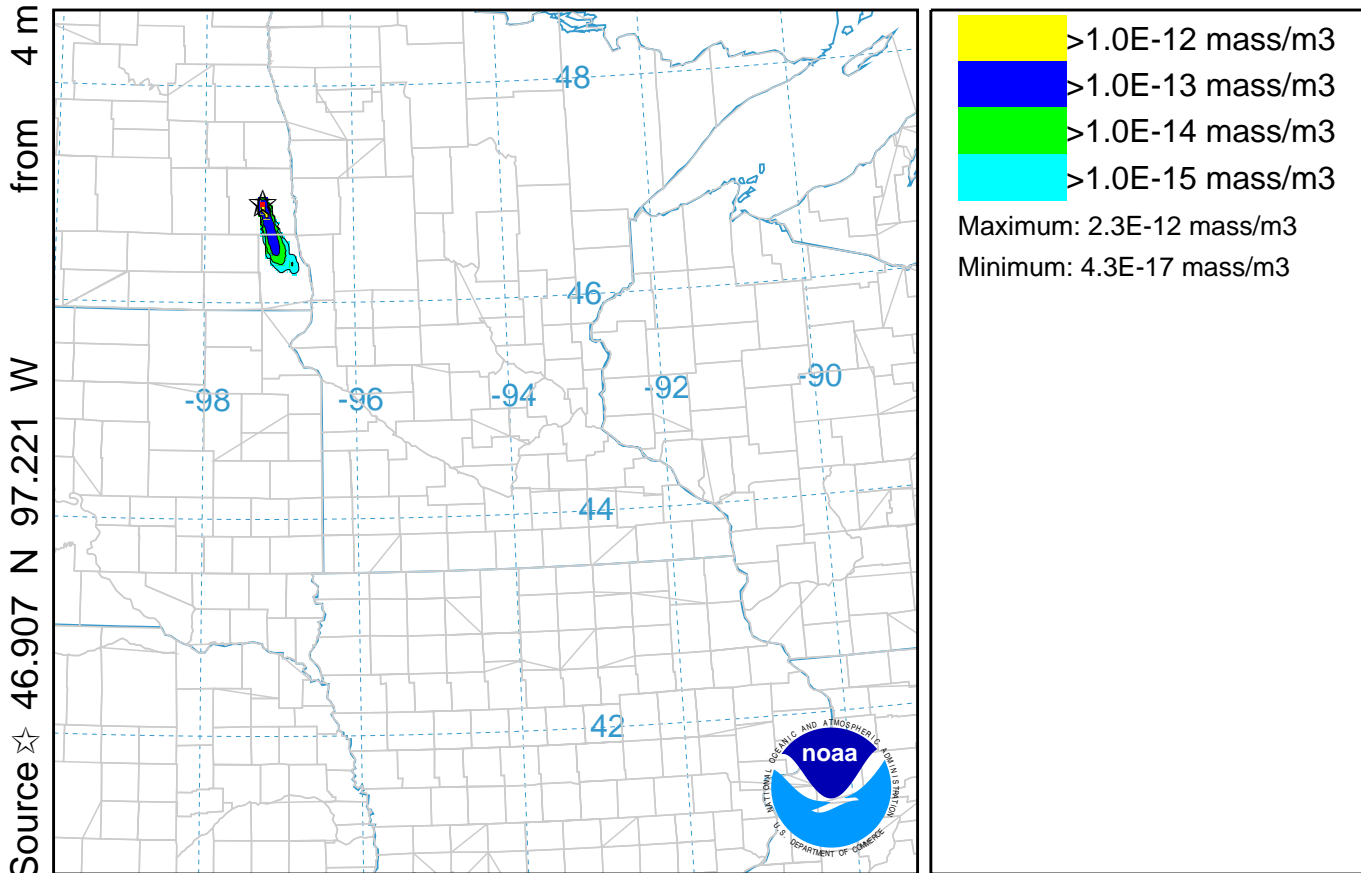 Source ☆ 46.907 N 97.221 W from 4 m
48
46
-98
-96
-94
-92
-90
44
42
NATIONAL OCEANIC AND ATMOSPHERIC ADMINISTRATION
noaa
U.S. DEPARTMENT OF COMMERCE
>1.0E-12 mass/m3
>1.0E-13 mass/m3
>1.0E-14 mass/m3
>1.0E-15 mass/m3
Maximum: 2.3E-12 mass/m3
Minimum: 4.3E-17 mass/m3